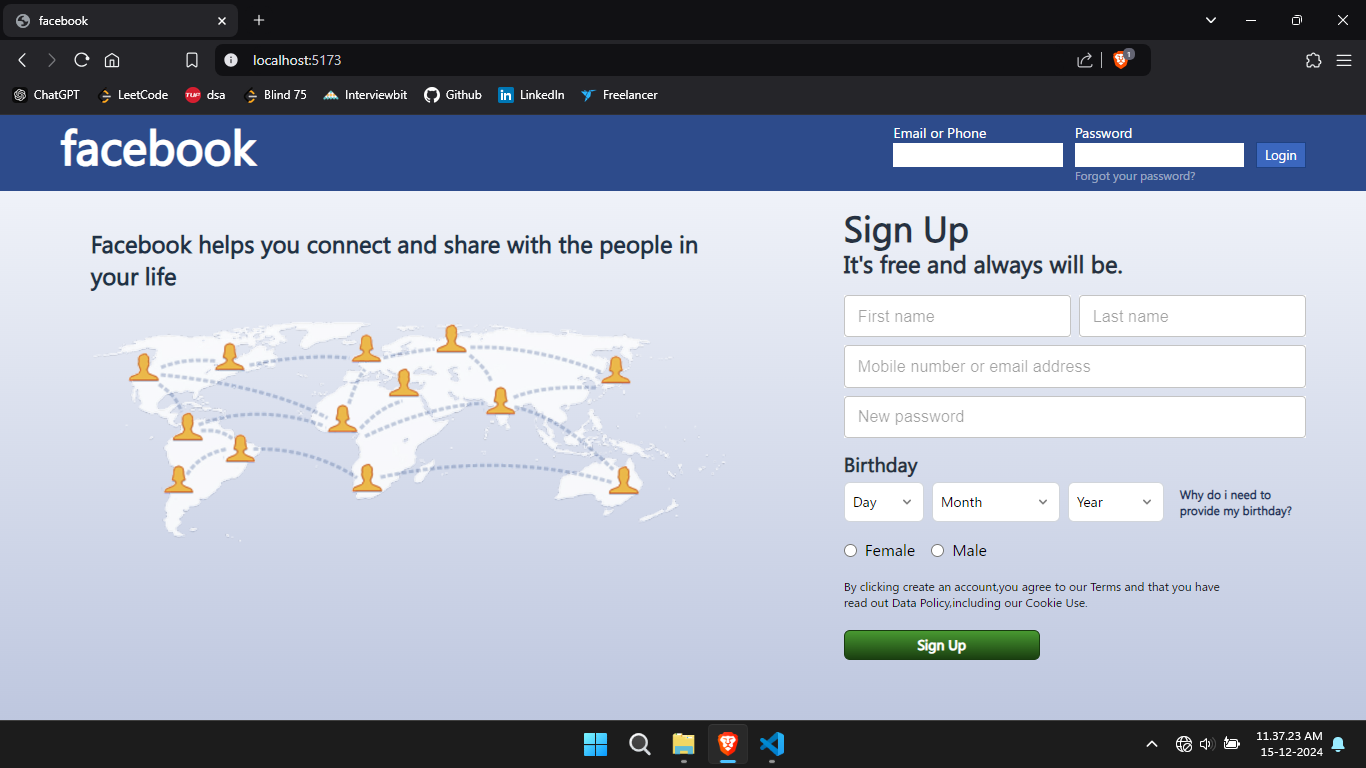 facebook
localhost:5173
1
ChatGPT LeetCode TUF dsa Blind 75 Interviewbit Github LinkedIn Freelancer
facebook
Email or Phone Password
Login
Forgot your password?
Facebook helps you connect and share with the people in
your life
Sign Up
It's free and always will be.
First name Last name
Mobile number or email address
New password
Birthday
Day Month Year
Why do i need to
provide my birthday?
Female Male
By clicking create an account,you agree to our Terms and that you have
read out Data Policy,including our Cookie Use.
Sign Up
11.37.23 AM
15-12-2024